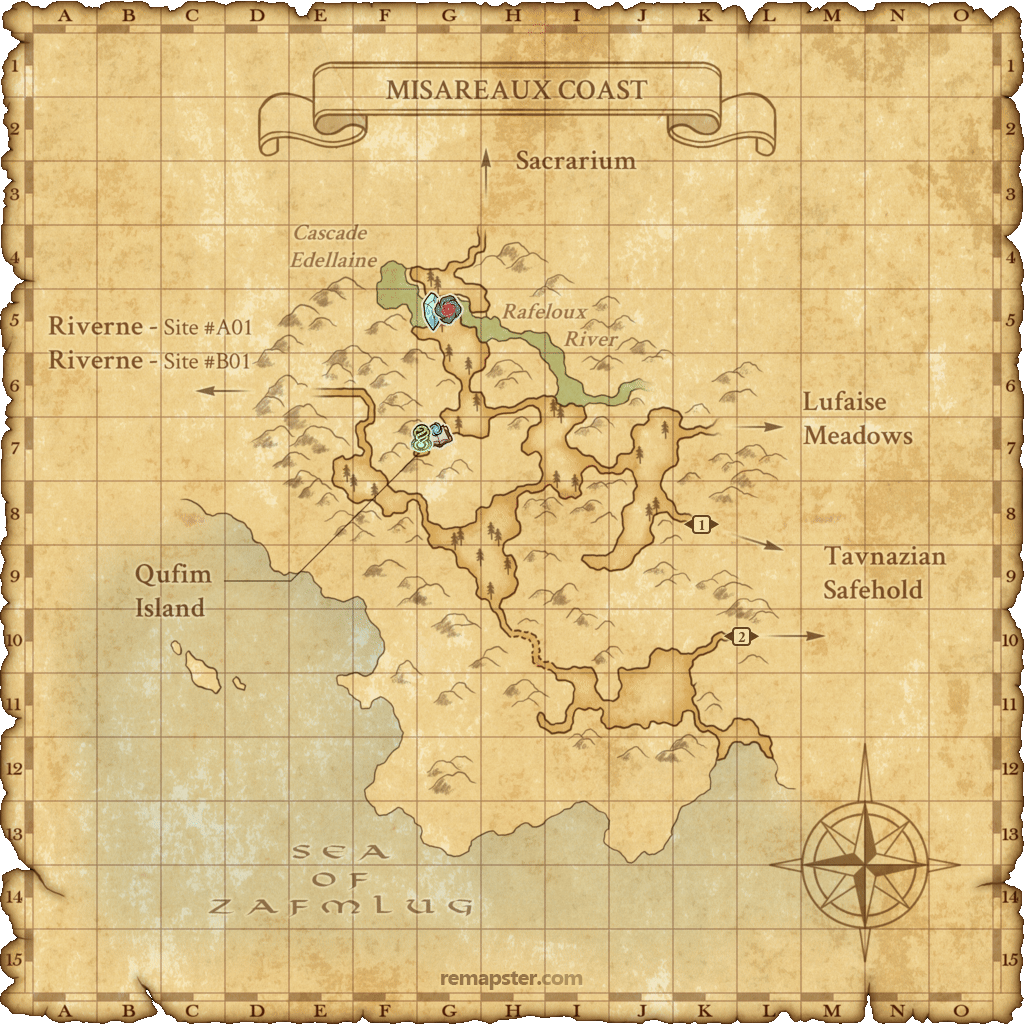 A B C D E F G H I J K L M N O
MISAREAUX COAST
Sacrarium
Cascade
Edellaine
Rafeloux
River
Riverne - Site #A01
Riverne - Site #B01
Lufaise
Meadows
1
Tavnazian
Safehold
Qufim
Island
2
SEA
OF
ZAFMLUG
1 1
2 2
3 3
4 4
5 5
6 6
7 7
8 8
9 9
10 10
11 11
12 12
13 13
14 14
15 15
remapster.com
A B C D E F G H I J K L M N O